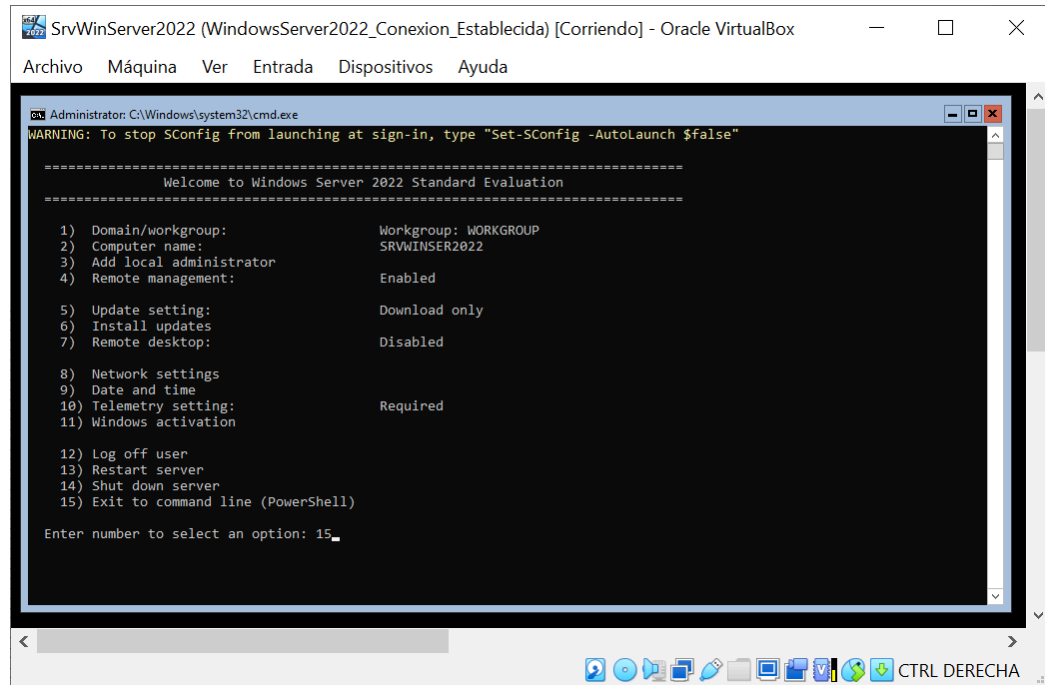 SrvWinServer2022 (WindowsServer2022_Conexion_Establecida) [Corriendo] - Oracle VirtualBox
Archivo Máquina Ver Entrada Dispositivos Ayuda
Administrator: C:\Windows\system32\cmd.exe
WARNING: To stop SConfig from launching at sign-in, type "Set-SConfig -AutoLaunch $false"
================================================================================
Welcome to Windows Server 2022 Standard Evaluation
================================================================================
1) Domain/workgroup: Workgroup: WORKGROUP
2) Computer name: SRVWINSER2022
3) Add local administrator
4) Remote management: Enabled
5) Update setting: Download only
6) Install updates
7) Remote desktop: Disabled
8) Network settings
9) Date and time
10) Telemetry setting: Required
11) Windows activation
12) Log off user
13) Restart server
14) Shut down server
15) Exit to command line (PowerShell)
Enter number to select an option: 15_
CTRL DERECHA